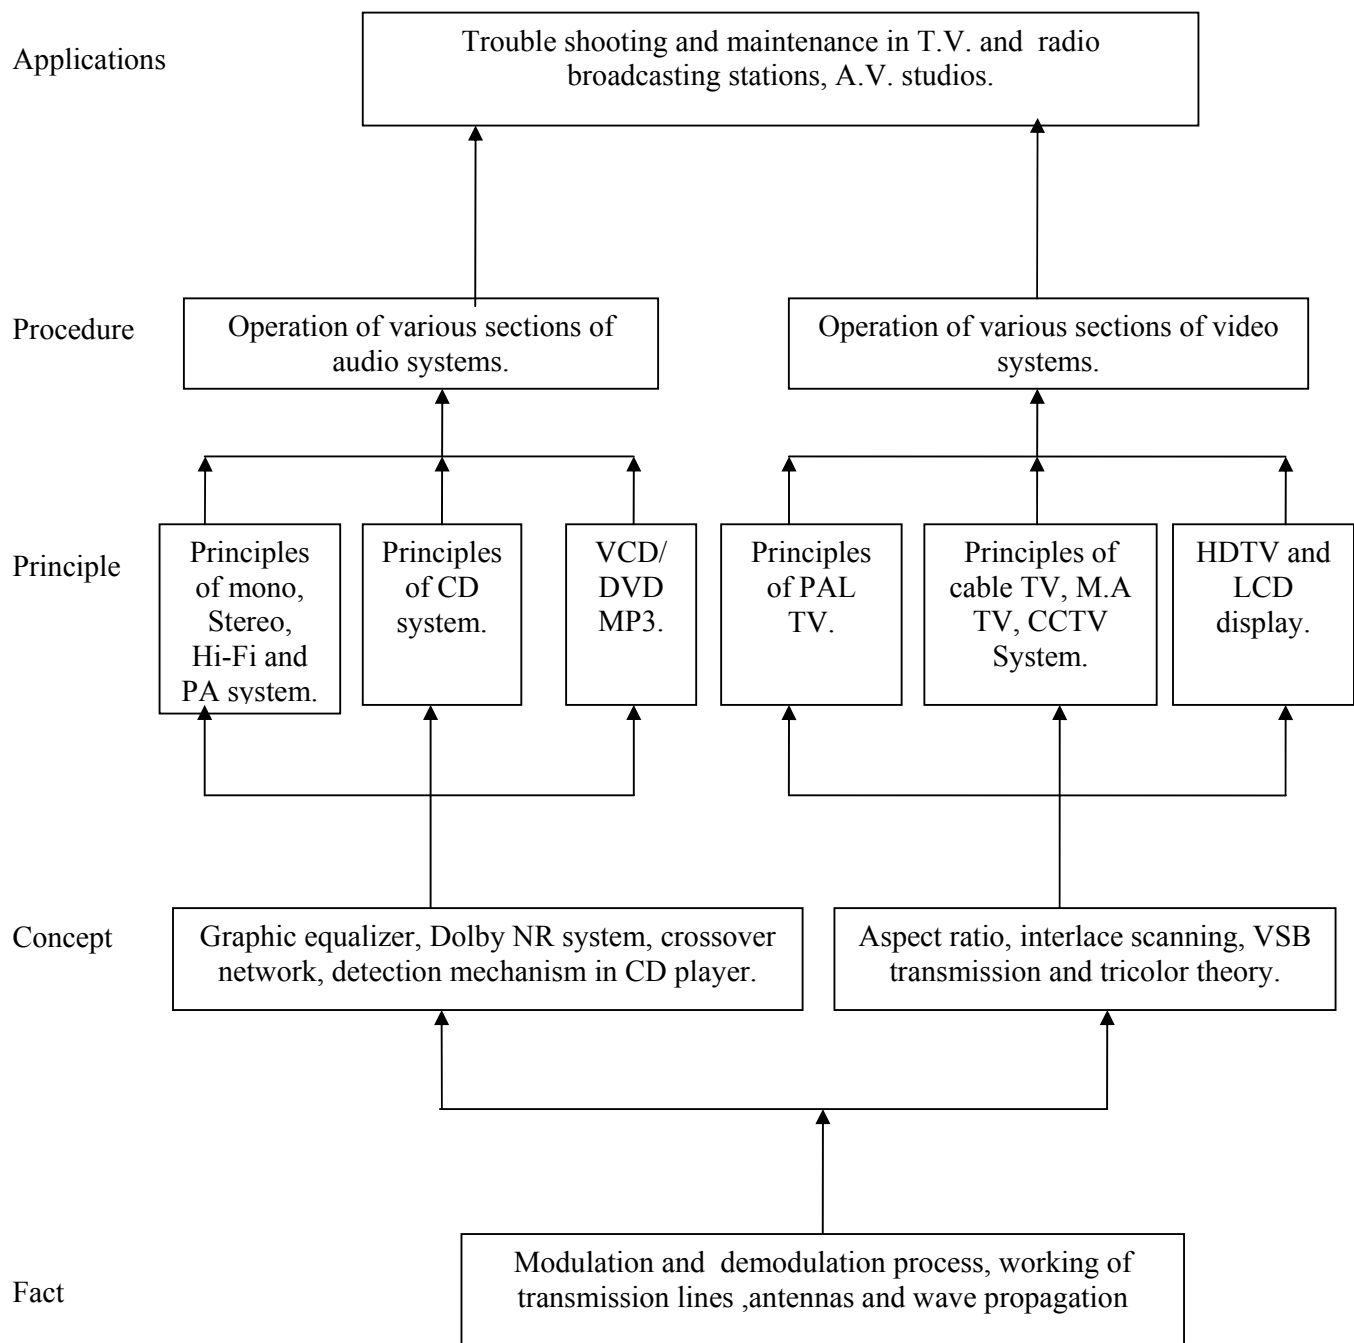 Applications
Trouble shooting and maintenance in T.V. and  radio
broadcasting stations, A.V. studios.
Procedure
Operation of various sections of
audio systems.
Operation of various sections of video
systems.
Principle
Principles
of mono,
Stereo,
Hi-Fi and
PA system.
Principles
of CD
system.
VCD/
DVD
MP3.
Principles
of PAL
TV.
Principles of
cable TV, M.A
TV, CCTV
System.
HDTV and
LCD
display.
Concept
Graphic equalizer, Dolby NR system, crossover
network, detection mechanism in CD player.
Aspect ratio, interlace scanning, VSB
transmission and tricolor theory.
Fact
Modulation and  demodulation process, working of
transmission lines ,antennas and wave propagation